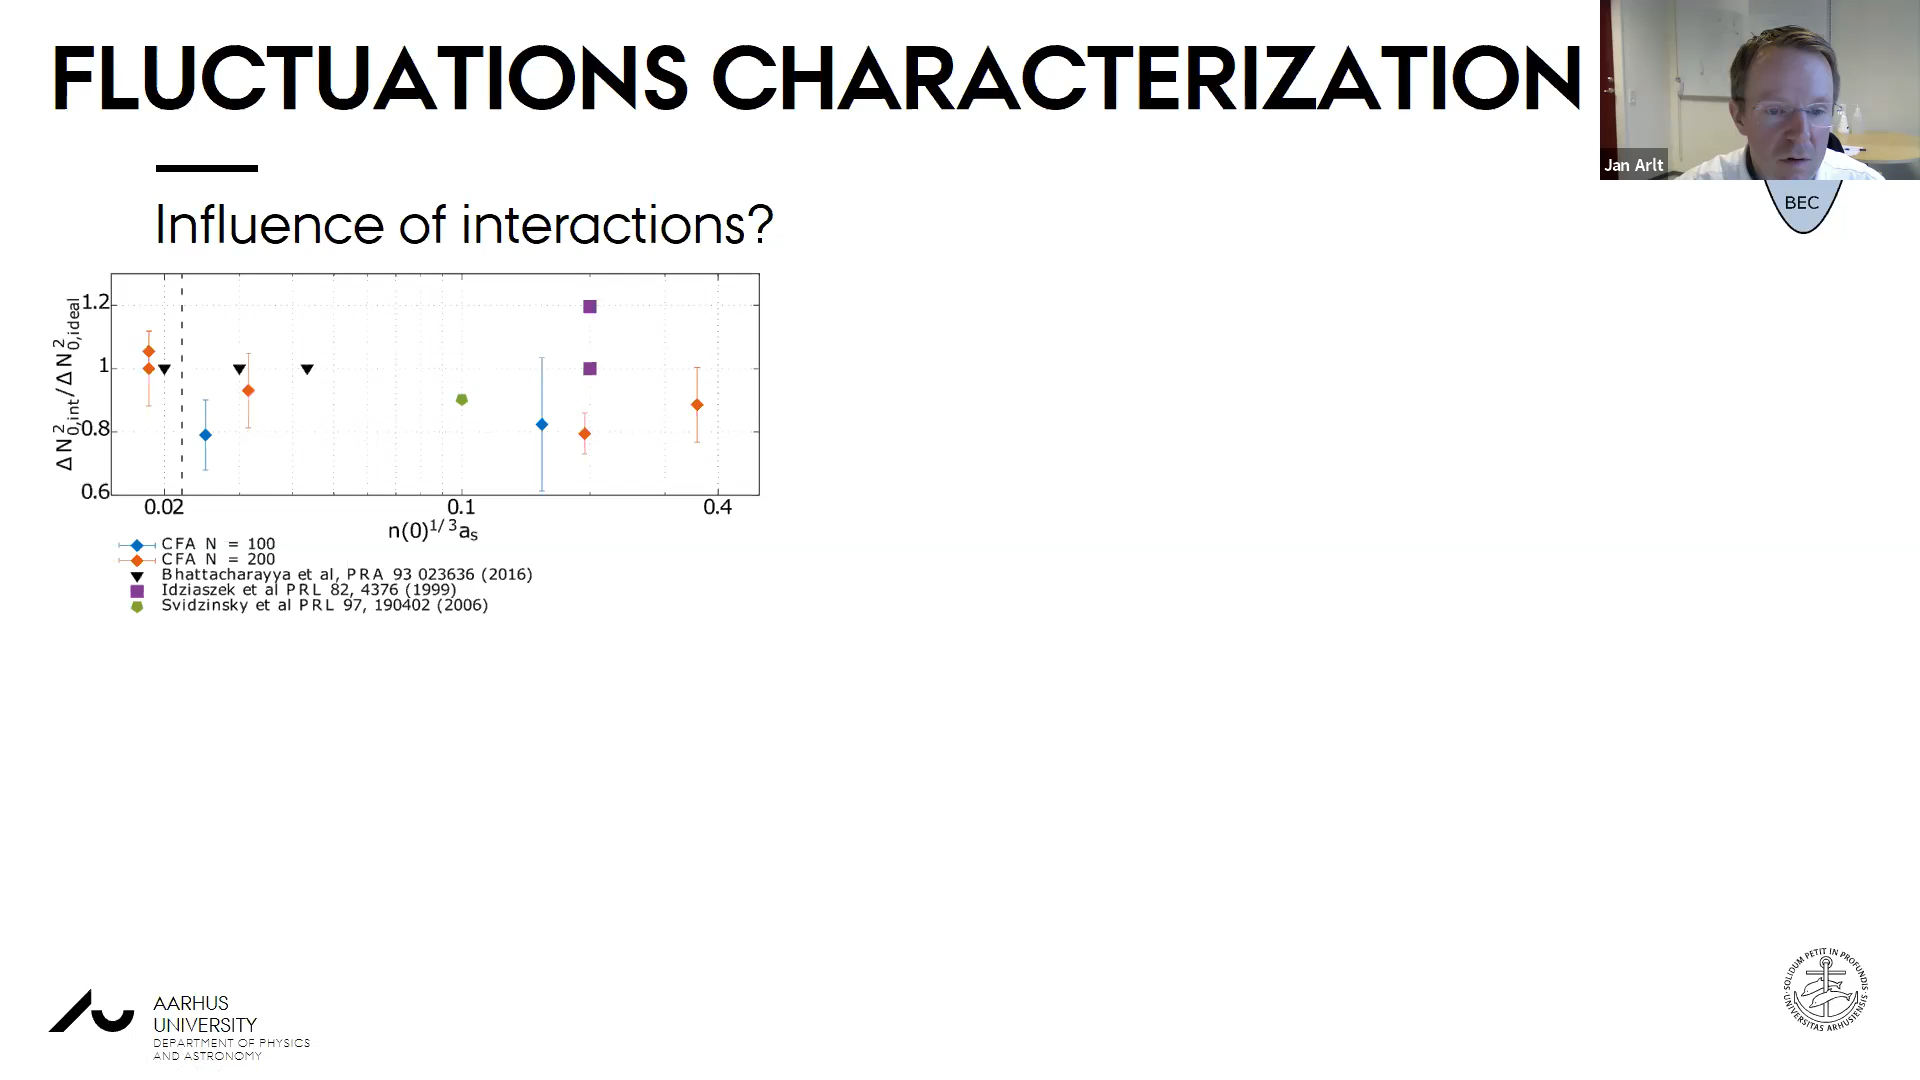 FLUCTUATIONS CHARACTERIZATION
Jan Arlt
BEC
Influence of interactions?
ΔN²0,int/ΔN²0,ideal
1.2
1
0.8
0.6
0.02
0.1
0.4
n(0)^1/3 a_s
CFA N = 100
CFA N = 200
Bhattacharayya et al, PRA 93 023636 (2016)
Idziaszek et al PRL 82, 4376 (1999)
Svidzinsky et al PRL 97, 190402 (2006)
AARHUS
UNIVERSITY
DEPARTMENT OF PHYSICS
AND ASTRONOMY
SOLIDUM PETIT IN PROFUNDIS
UNIVERSITAS ARHUSIENSIS